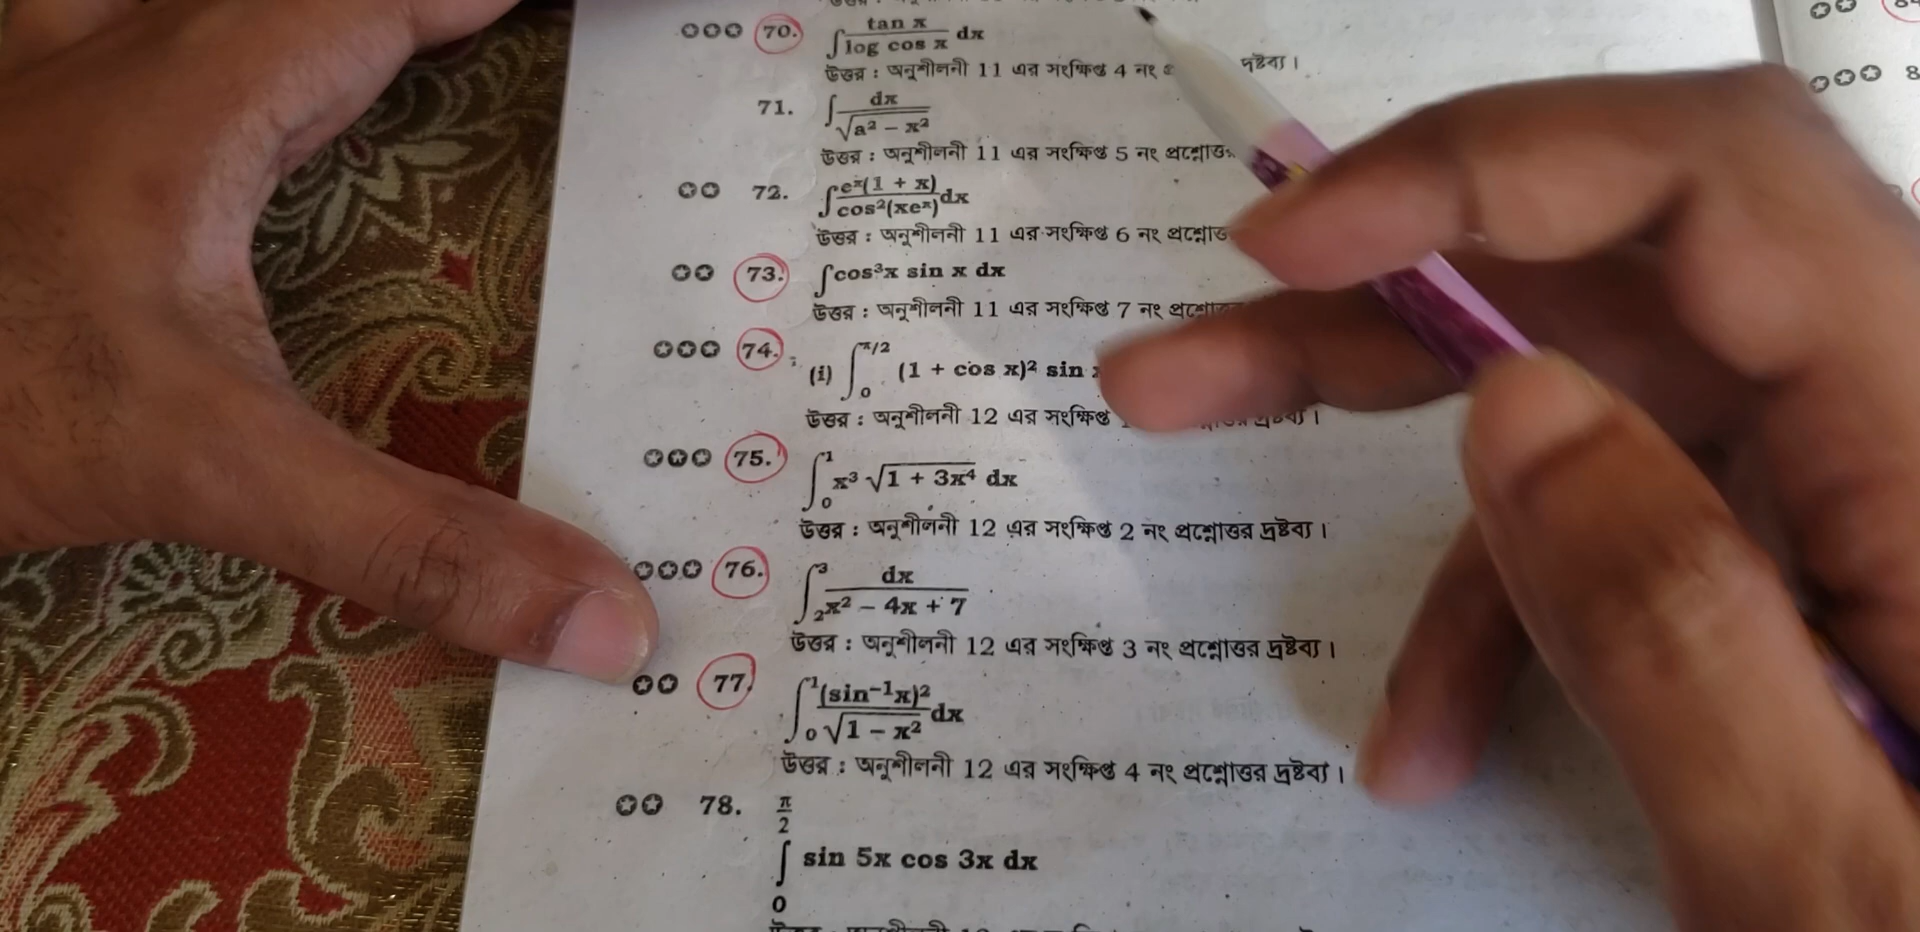 70. ∫ tan x / log cos x dx
উত্তর : অনুশীলনী 11 এর সংক্ষিপ্ত 4 নং দ্রষ্টব্য ।
71. ∫ dx / √a² – x²
উত্তর : অনুশীলনী 11 এর সংক্ষিপ্ত 5 নং
72. ∫ eˣ(1 + x) / cos²(xeˣ) dx
উত্তর : অনুশীলনী 11 এর সংক্ষিপ্ত 6 নং
73. ∫cos³x sin x dx
উত্তর : অনুশীলনী 11 এর সংক্ষিপ্ত 7 নং
74. (i) ∫₀^π/2 (1 + cos x)² sin
উত্তর : অনুশীলনী 12 এর সংক্ষিপ্ত দ্রষ্টব্য ।
75. ∫₀¹ x³ √1 + 3x⁴ dx
উত্তর : অনুশীলনী 12 এর সংক্ষিপ্ত 2 নং প্রশ্নোত্তর দ্রষ্টব্য ।
76. ∫₂³ dx / x² – 4x + 7
উত্তর : অনুশীলনী 12 এর সংক্ষিপ্ত 3 নং প্রশ্নোত্তর দ্রষ্টব্য ।
77. ∫₀¹ (sin⁻¹x)² / √1 – x² dx
উত্তর : অনুশীলনী 12 এর সংক্ষিপ্ত 4 নং প্রশ্নোত্তর দ্রষ্টব্য ।
78. ∫₀^π/2 sin 5x cos 3x dx